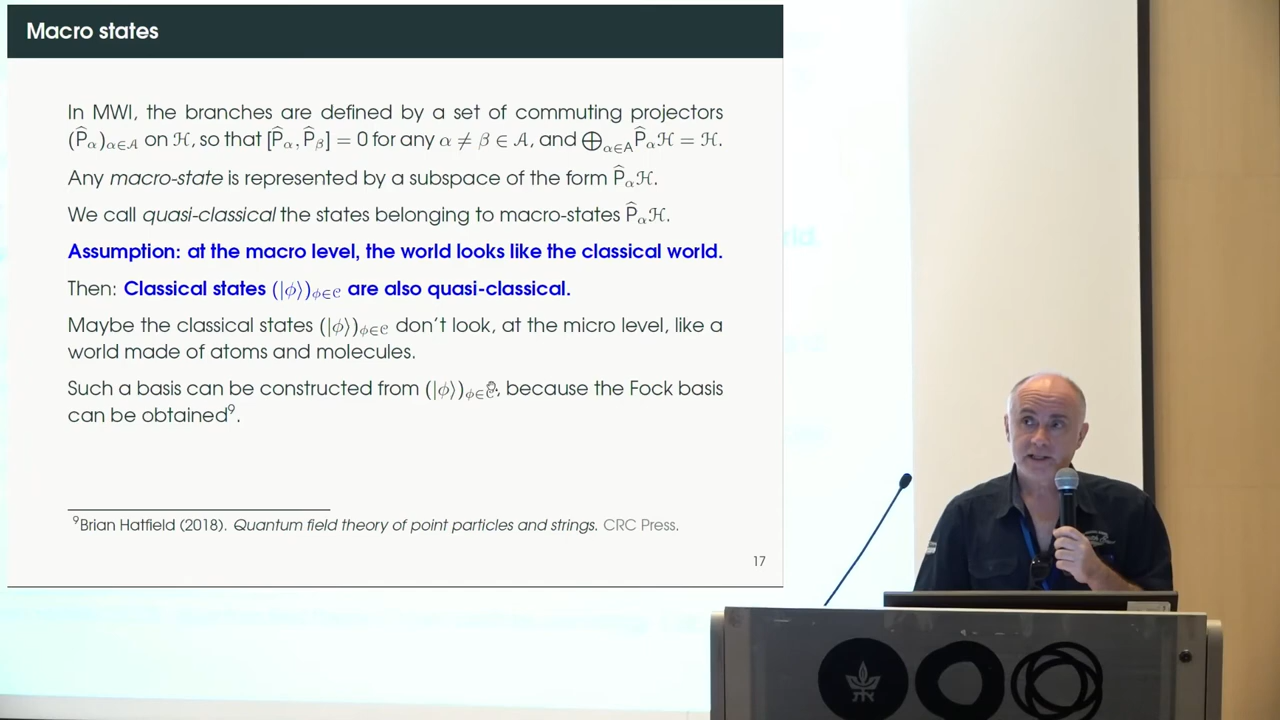 Macro states
In MWI, the branches are defined by a set of commuting projectors
(P̂α)α∈𝒜 on ℋ, so that [P̂α, P̂β] = 0 for any α ≠ β ∈ 𝒜, and ⨁α∈A P̂αℋ = ℋ.
Any macro-state is represented by a subspace of the form P̂αℋ.
We call quasi-classical the states belonging to macro-states P̂αℋ.
Assumption: at the macro level, the world looks like the classical world.
Then: Classical states (|ϕ⟩)ϕ∈𝒞 are also quasi-classical.
Maybe the classical states (|ϕ⟩)ϕ∈𝒞 don't look, at the micro level, like a
world made of atoms and molecules.
Such a basis can be constructed from (|ϕ⟩)ϕ∈𝒞, because the Fock basis
can be obtained⁹.
⁹Brian Hatfield (2018). Quantum field theory of point particles and strings. CRC Press.
17